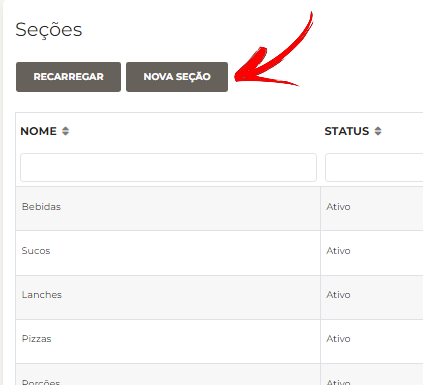 Seções
RECARREGAR NOVA SEÇÃO
NOME STATUS
Bebidas Ativo
Sucos Ativo
Lanches Ativo
Pizzas Ativo
Porções Ativo